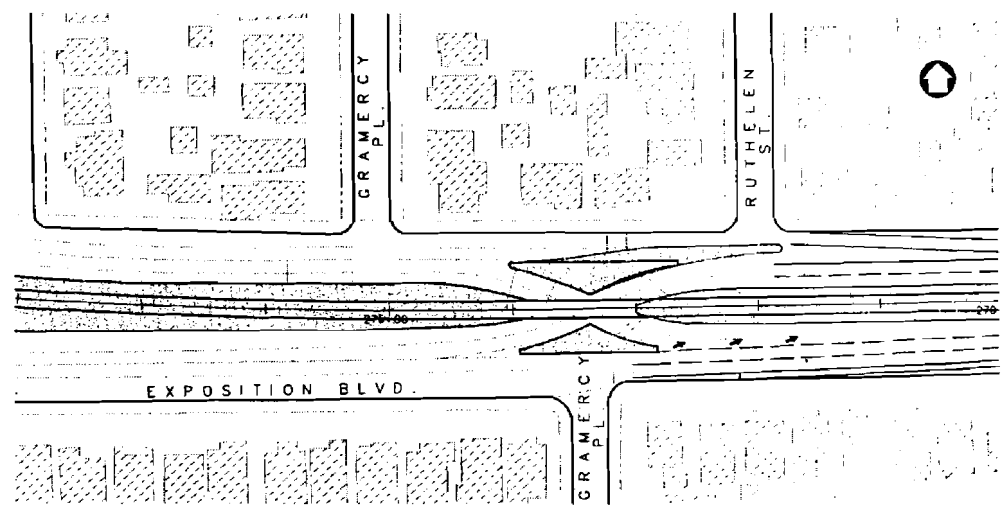 GRAMERCY
PL.
RUTHELEN
ST.
275+00
270
EXPOSITION BLVD.
GRAMERCY
PL.